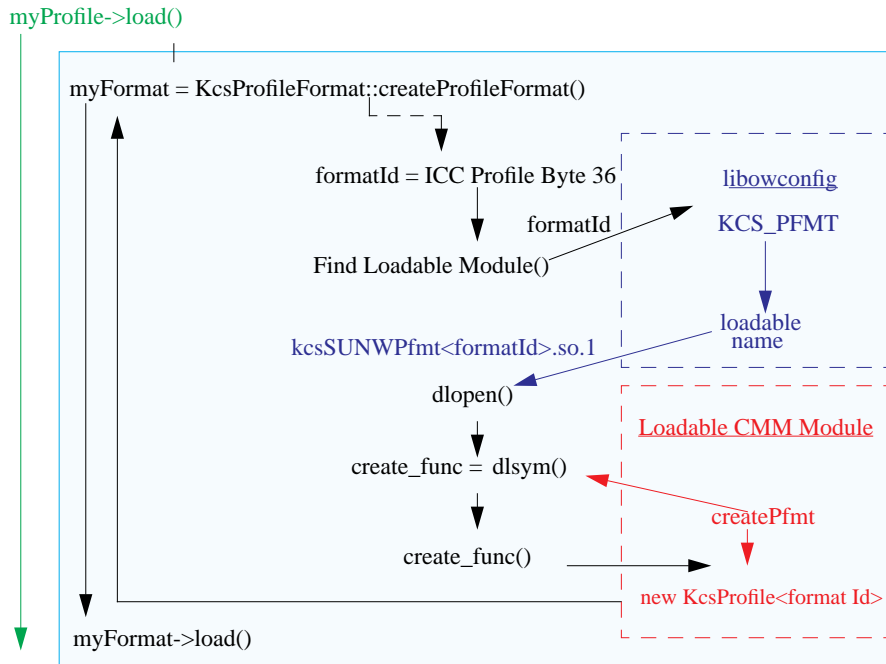 myProfile->load()
myFormat = KcsProfileFormat::createProfileFormat()
formatId = ICC Profile Byte 36
libowconfig
formatId
KCS_PFMT
Find Loadable Module()
loadable
name
kcsSUNWPfmt<formatId>.so.1
dlopen()
Loadable CMM Module
create_func = dlsym()
createPfmt
create_func()
new KcsProfile<format Id>
myFormat->load()